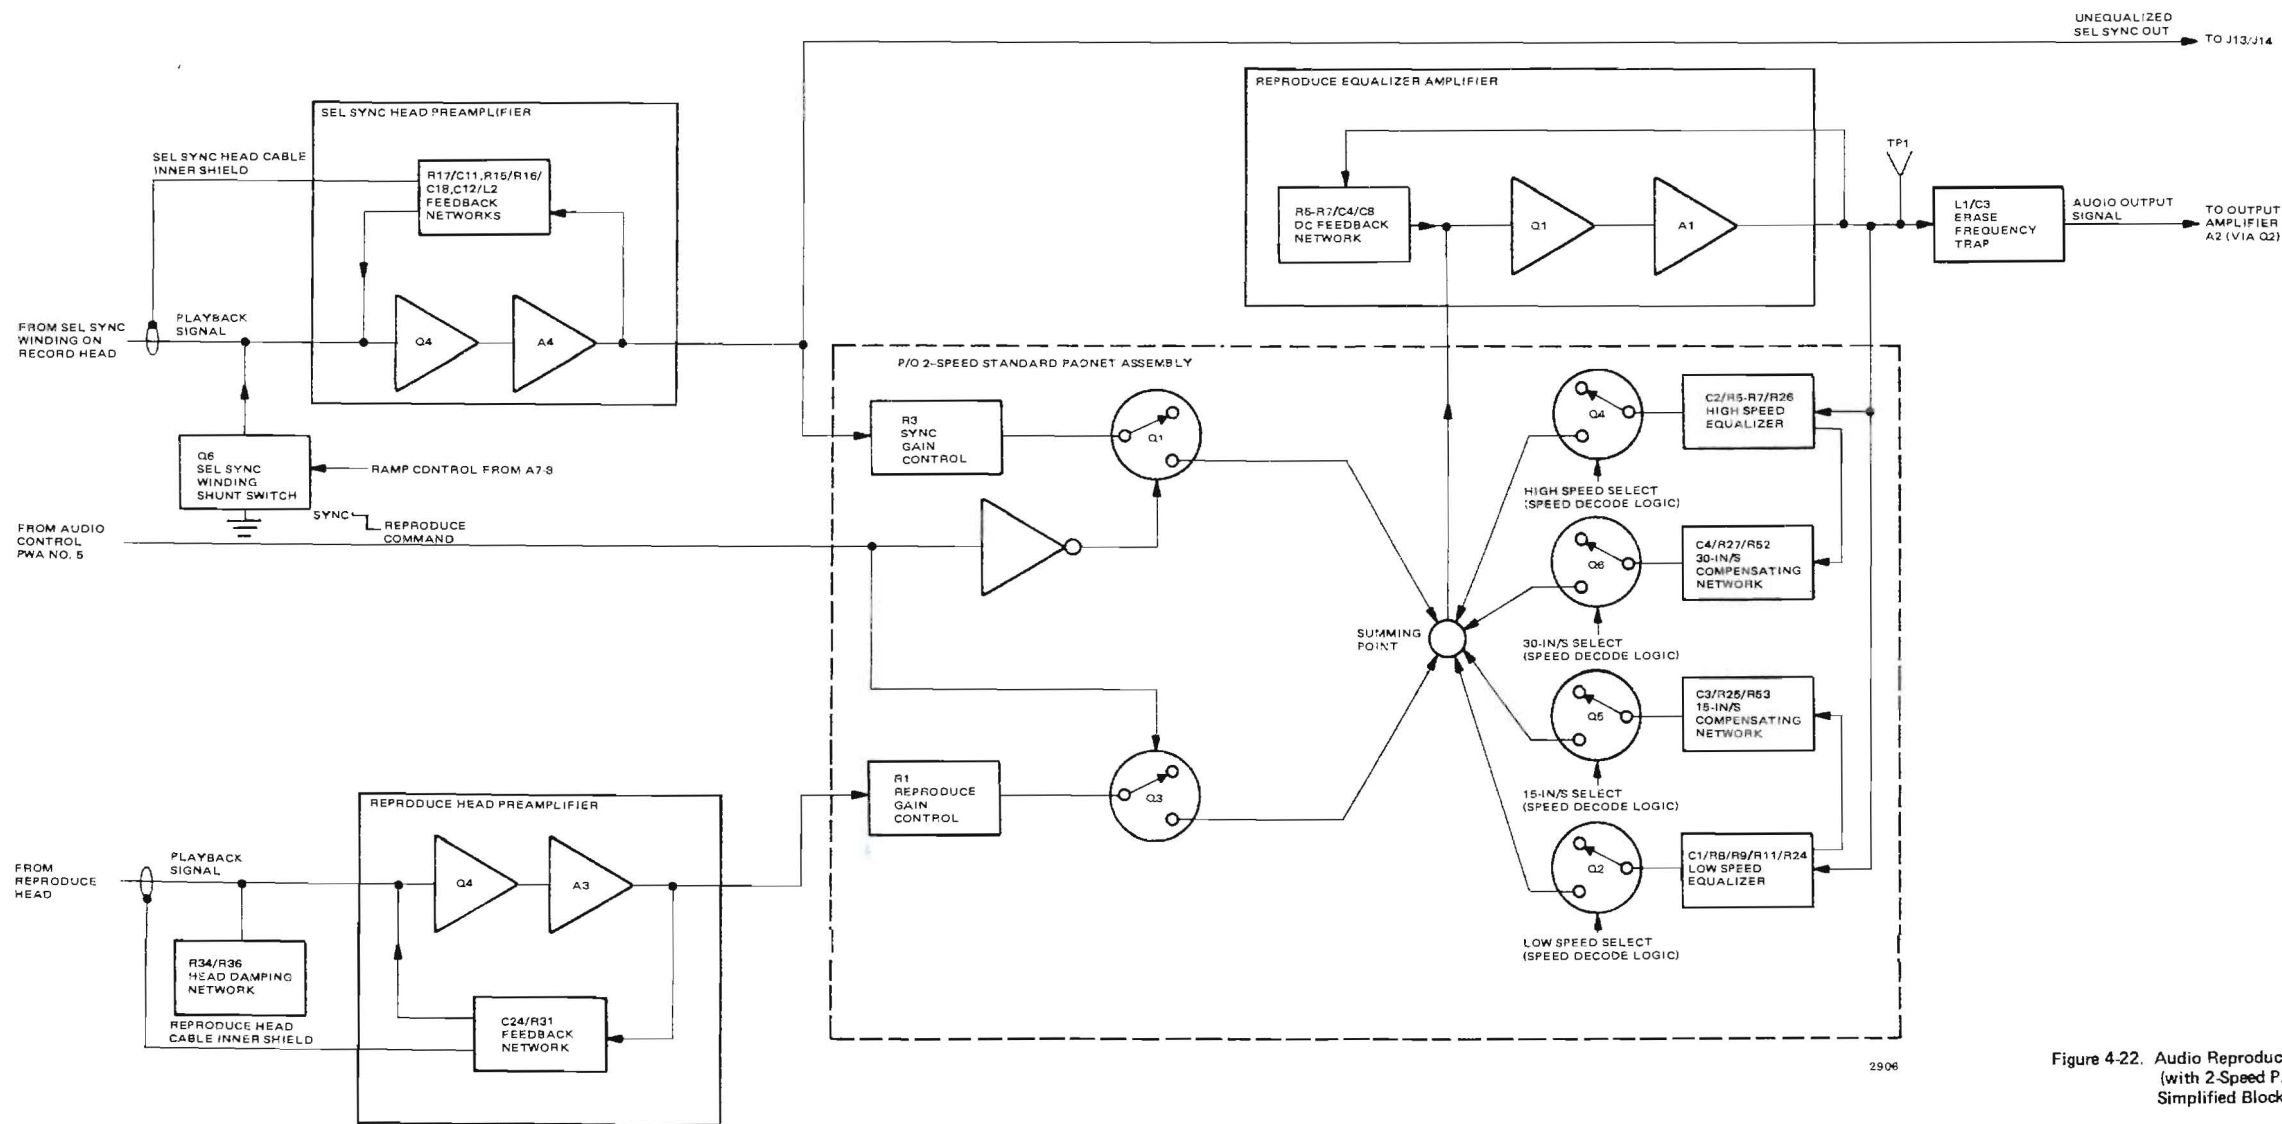 UNEQUALIZED
SEL SYNC OUT
TO J13/J14
REPRODUCE EQUALIZER AMPLIFIER
SEL SYNC HEAD PREAMPLIFIER
SEL SYNC HEAD CABLE
INNER SHIELD
R17/C11,R15/R16/
C18,C12/L2
FEEDBACK
NETWORKS
TP1
R5-R7/C4/C8
DC FEEDBACK
NETWORK
Q1
A1
L1/C3
ERASE
FREQUENCY
TRAP
AUDIO OUTPUT
SIGNAL
TO OUTPUT
AMPLIFIER
A2 (VIA Q2)
FROM SEL SYNC
WINDING ON
RECORD HEAD
PLAYBACK
SIGNAL
Q4
A4
P/O 2-SPEED STANDARD PADNET ASSEMBLY
R3
SYNC
GAIN
CONTROL
Q1
Q4
C2/R5-R7/R26
HIGH SPEED
EQUALIZER
Q6
SEL SYNC
WINDING
SHUNT SWITCH
RAMP CONTROL FROM A7-9
HIGH SPEED SELECT
(SPEED DECODE LOGIC)
FROM AUDIO
CONTROL
PWA NO. 5
SYNC
REPRODUCE
COMMAND
Q6
C4/R27/R52
30-IN/S
COMPENSATING
NETWORK
SUMMING
POINT
30-IN/S SELECT
(SPEED DECODE LOGIC)
Q5
C3/R25/R53
15-IN/S
COMPENSATING
NETWORK
15-IN/S SELECT
(SPEED DECODE LOGIC)
REPRODUCE HEAD PREAMPLIFIER
R1
REPRODUCE
GAIN
CONTROL
Q3
Q2
C1/R8/R9/R11/R24
LOW SPEED
EQUALIZER
LOW SPEED SELECT
(SPEED DECODE LOGIC)
FROM
REPRODUCE
HEAD
PLAYBACK
SIGNAL
Q4
A3
R34/R36
HEAD DAMPING
NETWORK
REPRODUCE HEAD
CABLE INNER SHIELD
C24/R31
FEEDBACK
NETWORK
2906
Figure 4-22. Audio Reproduc
(with 2-Speed P
Simplified Block